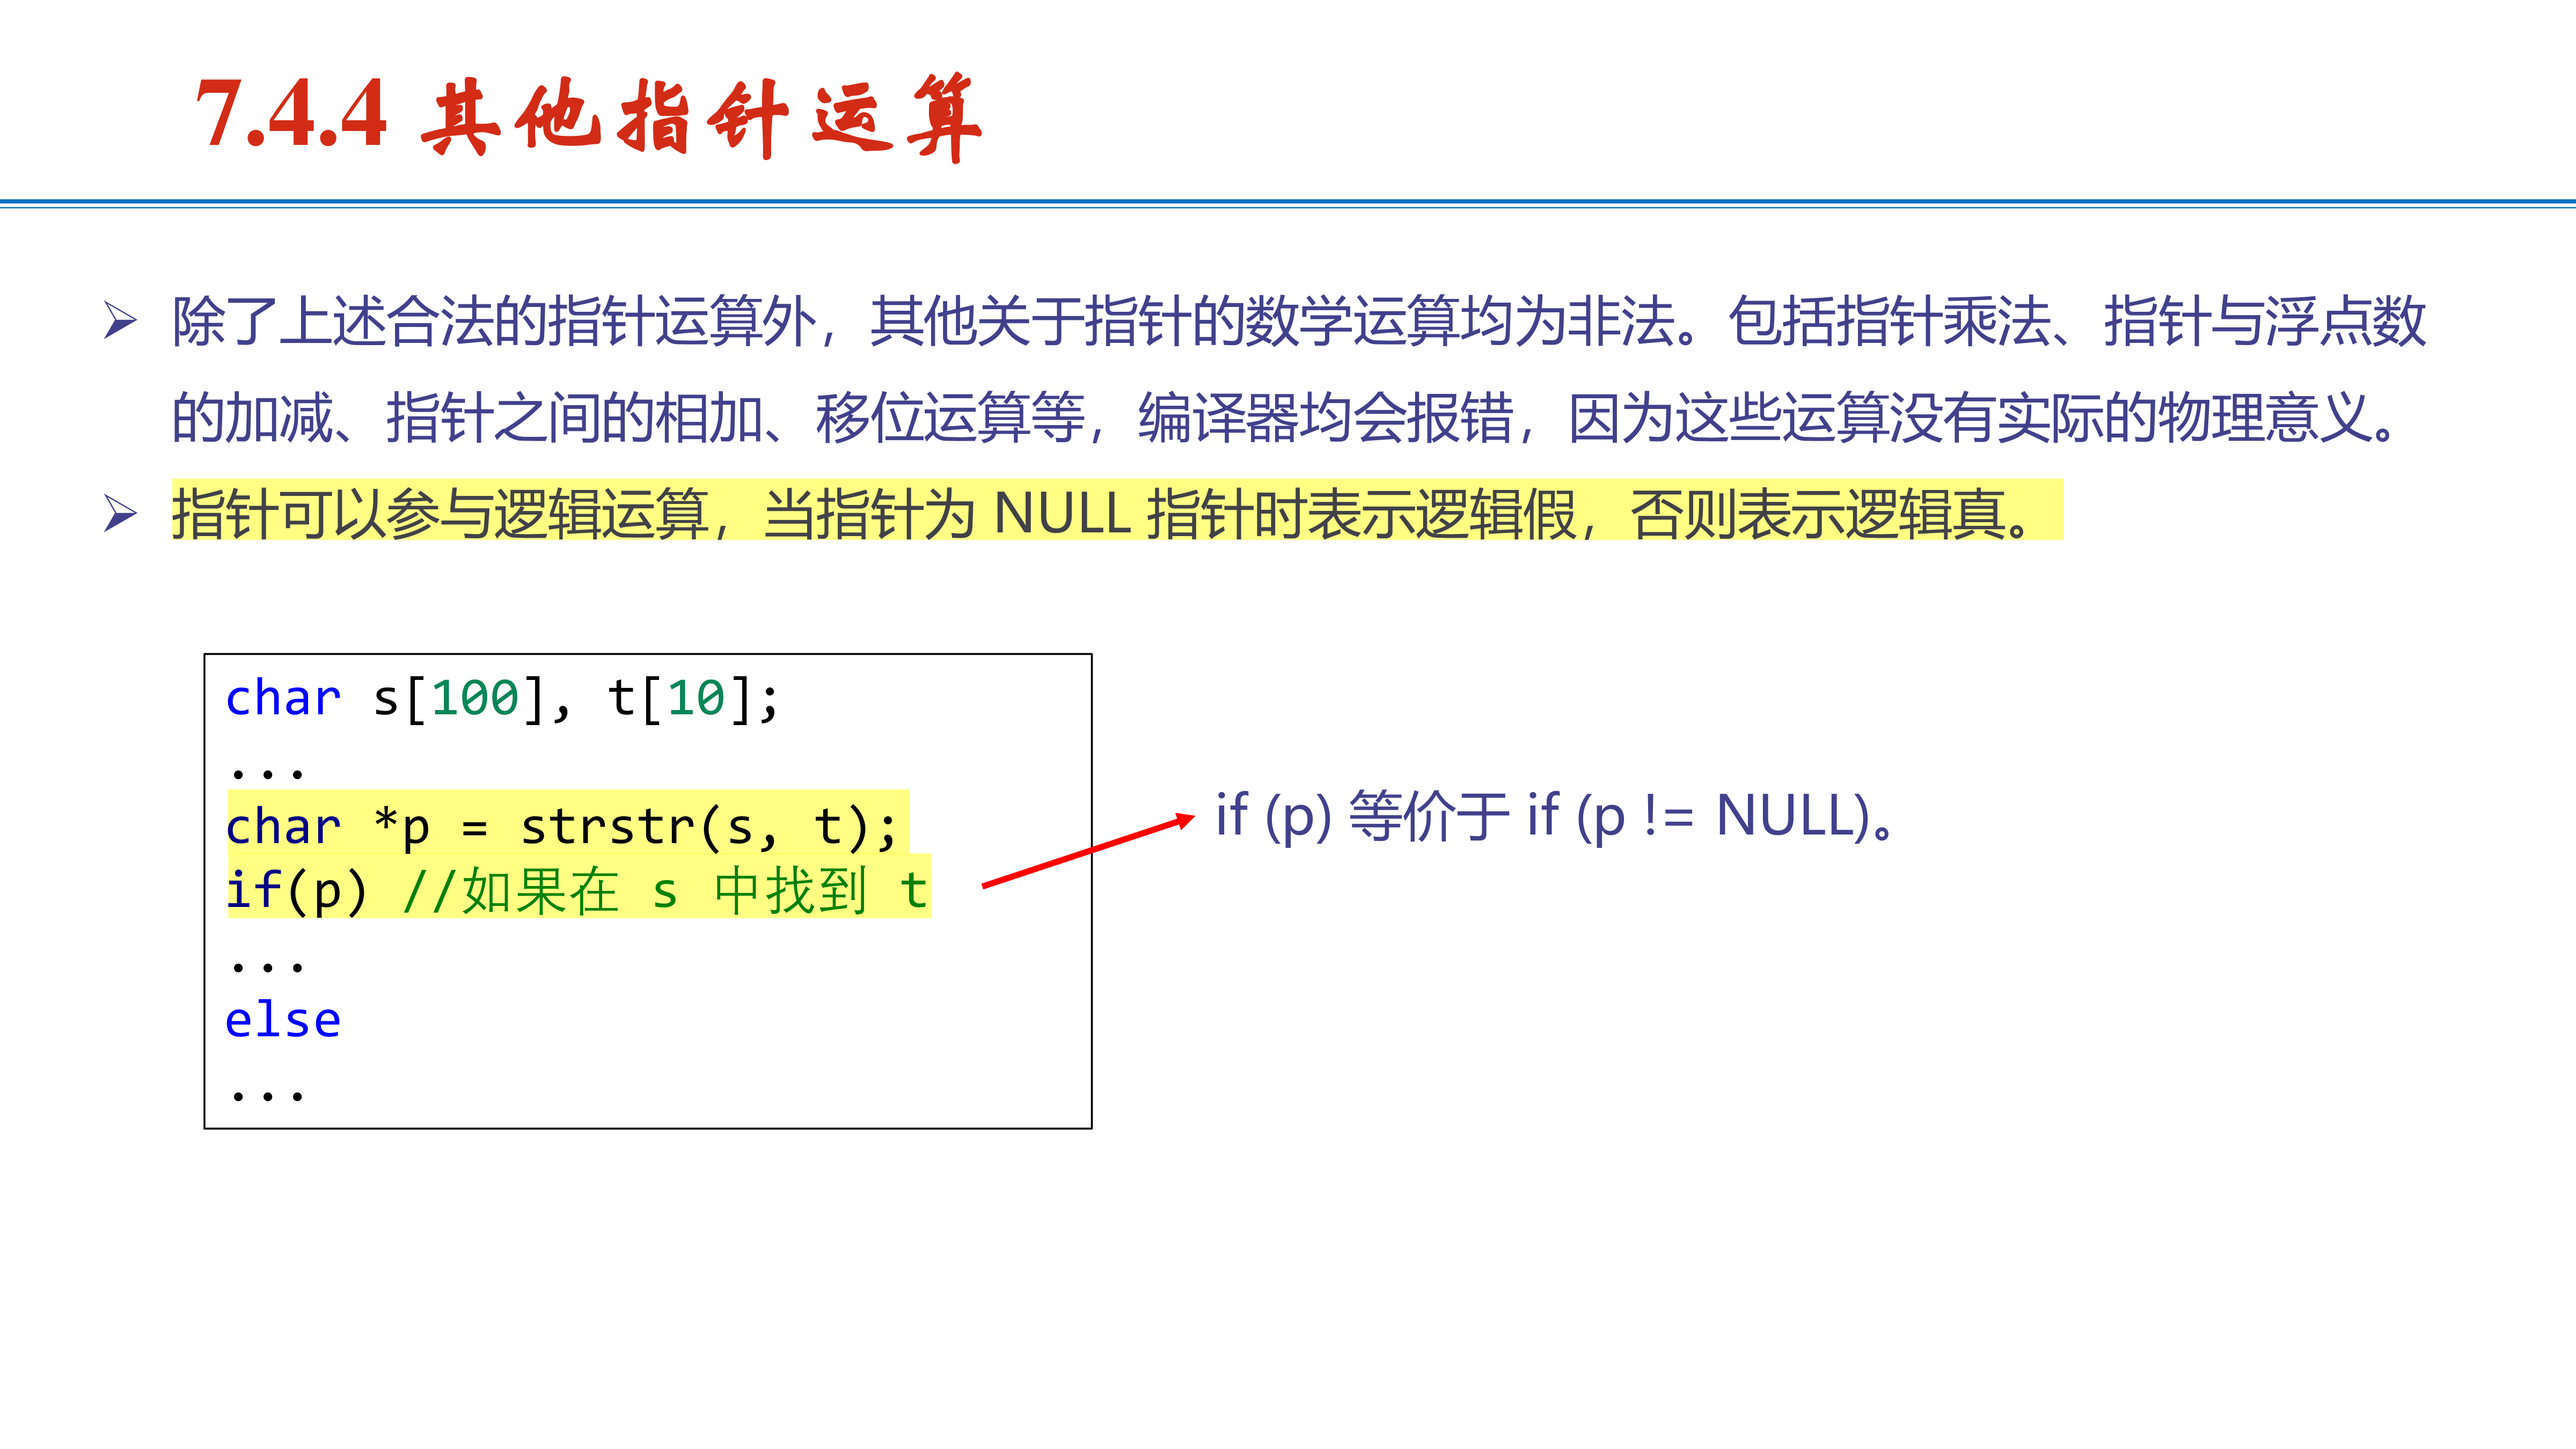 7.4.4 其他指针运算
除了上述合法的指针运算外，其他关于指针的数学运算均为非法。包括指针乘法、指针与浮点数
的加减、指针之间的相加、移位运算等，编译器均会报错，因为这些运算没有实际的物理意义。
指针可以参与逻辑运算，当指针为 NULL 指针时表示逻辑假，否则表示逻辑真。
char s[100], t[10];
...
char *p = strstr(s, t);
if(p) //如果在 s 中找到 t
...
else
...
if (p) 等价于 if (p != NULL)。